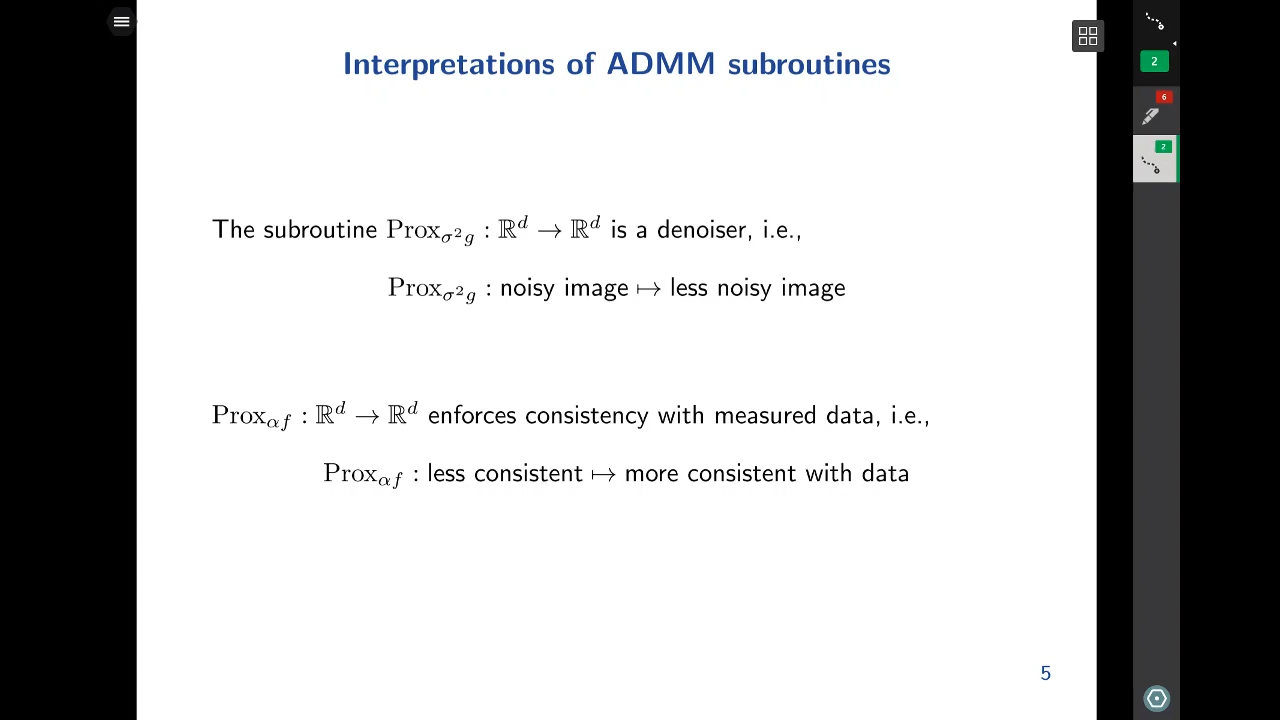 Interpretations of ADMM subroutines
The subroutine Prox_{σ²g} : ℝ^d → ℝ^d is a denoiser, i.e.,
Prox_{σ²g} : noisy image ↦ less noisy image
Prox_{αf} : ℝ^d → ℝ^d enforces consistency with measured data, i.e.,
Prox_{αf} : less consistent ↦ more consistent with data
5
2
6
2